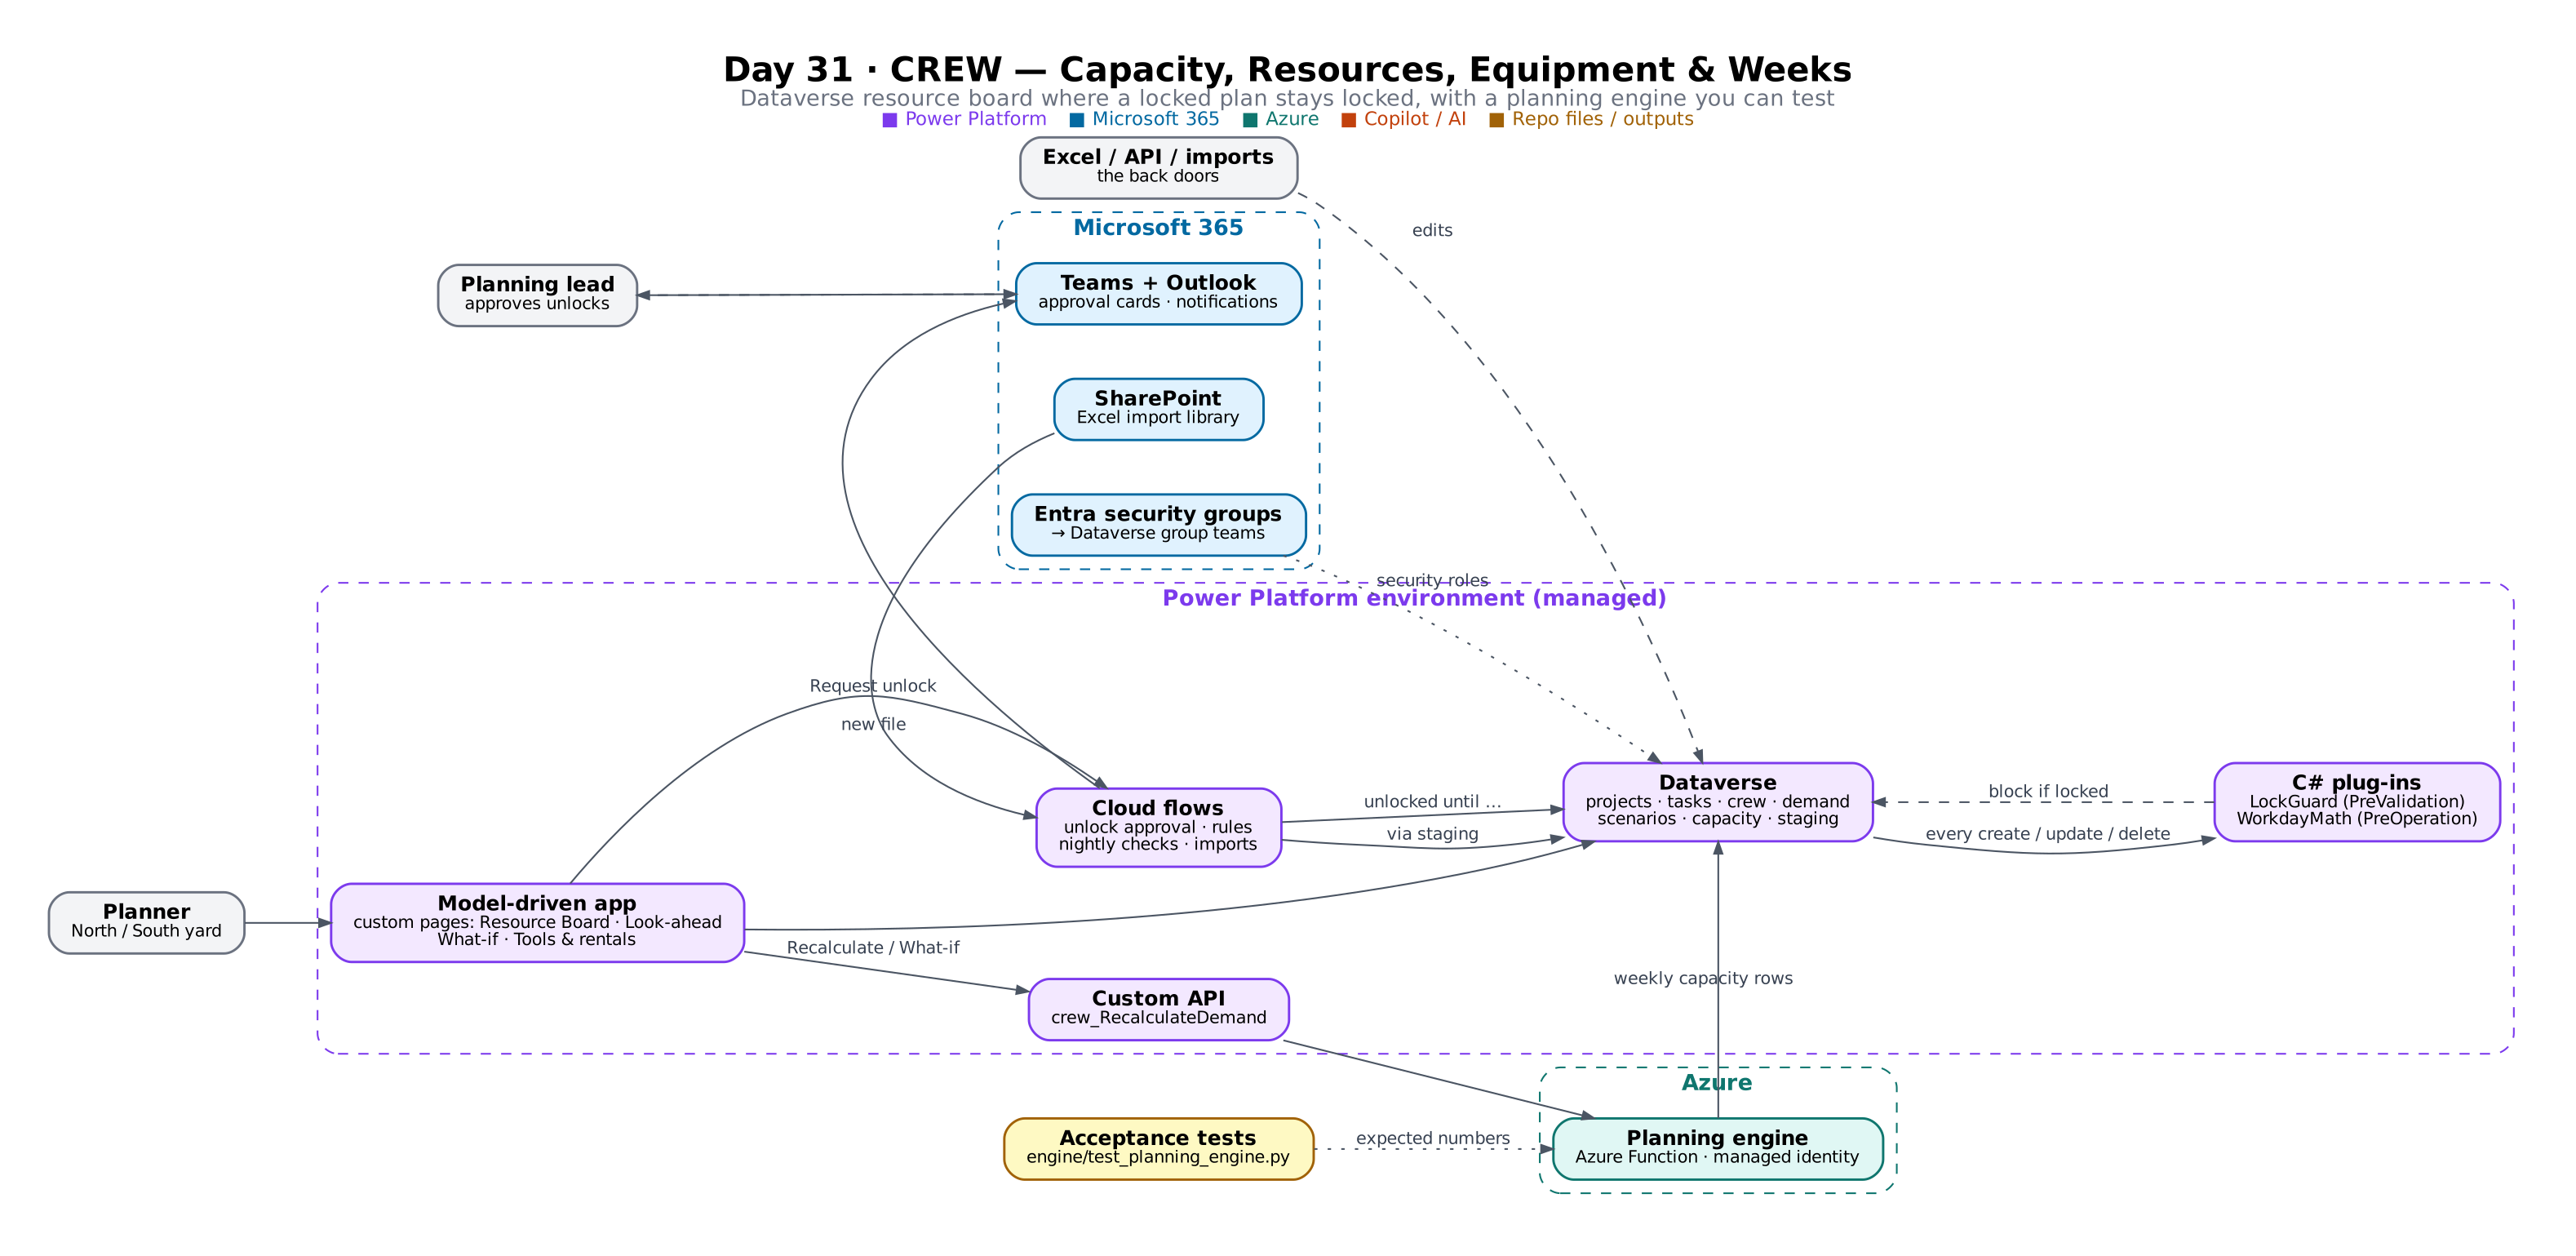 Day 31 · CREW — Capacity, Resources, Equipment & Weeks
Dataverse resource board where a locked plan stays locked, with a planning engine you can test
■ Power Platform ■ Microsoft 365 ■ Azure ■ Copilot / AI ■ Repo files / outputs
Excel / API / imports
the back doors
edits
Microsoft 365
Planning lead
approves unlocks
Teams + Outlook
approval cards · notifications
SharePoint
Excel import library
Entra security groups
→ Dataverse group teams
security roles
Power Platform environment (managed)
Request unlock
new file
Cloud flows
unlock approval · rules
nightly checks · imports
unlocked until ...
via staging
Dataverse
projects · tasks · crew · demand
scenarios · capacity · staging
block if locked
every create / update / delete
C# plug-ins
LockGuard (PreValidation)
WorkdayMath (PreOperation)
Planner
North / South yard
Model-driven app
custom pages: Resource Board · Look-ahead
What-if · Tools & rentals
Recalculate / What-if
Custom API
crew_RecalculateDemand
weekly capacity rows
Azure
Acceptance tests
engine/test_planning_engine.py
expected numbers
Planning engine
Azure Function · managed identity